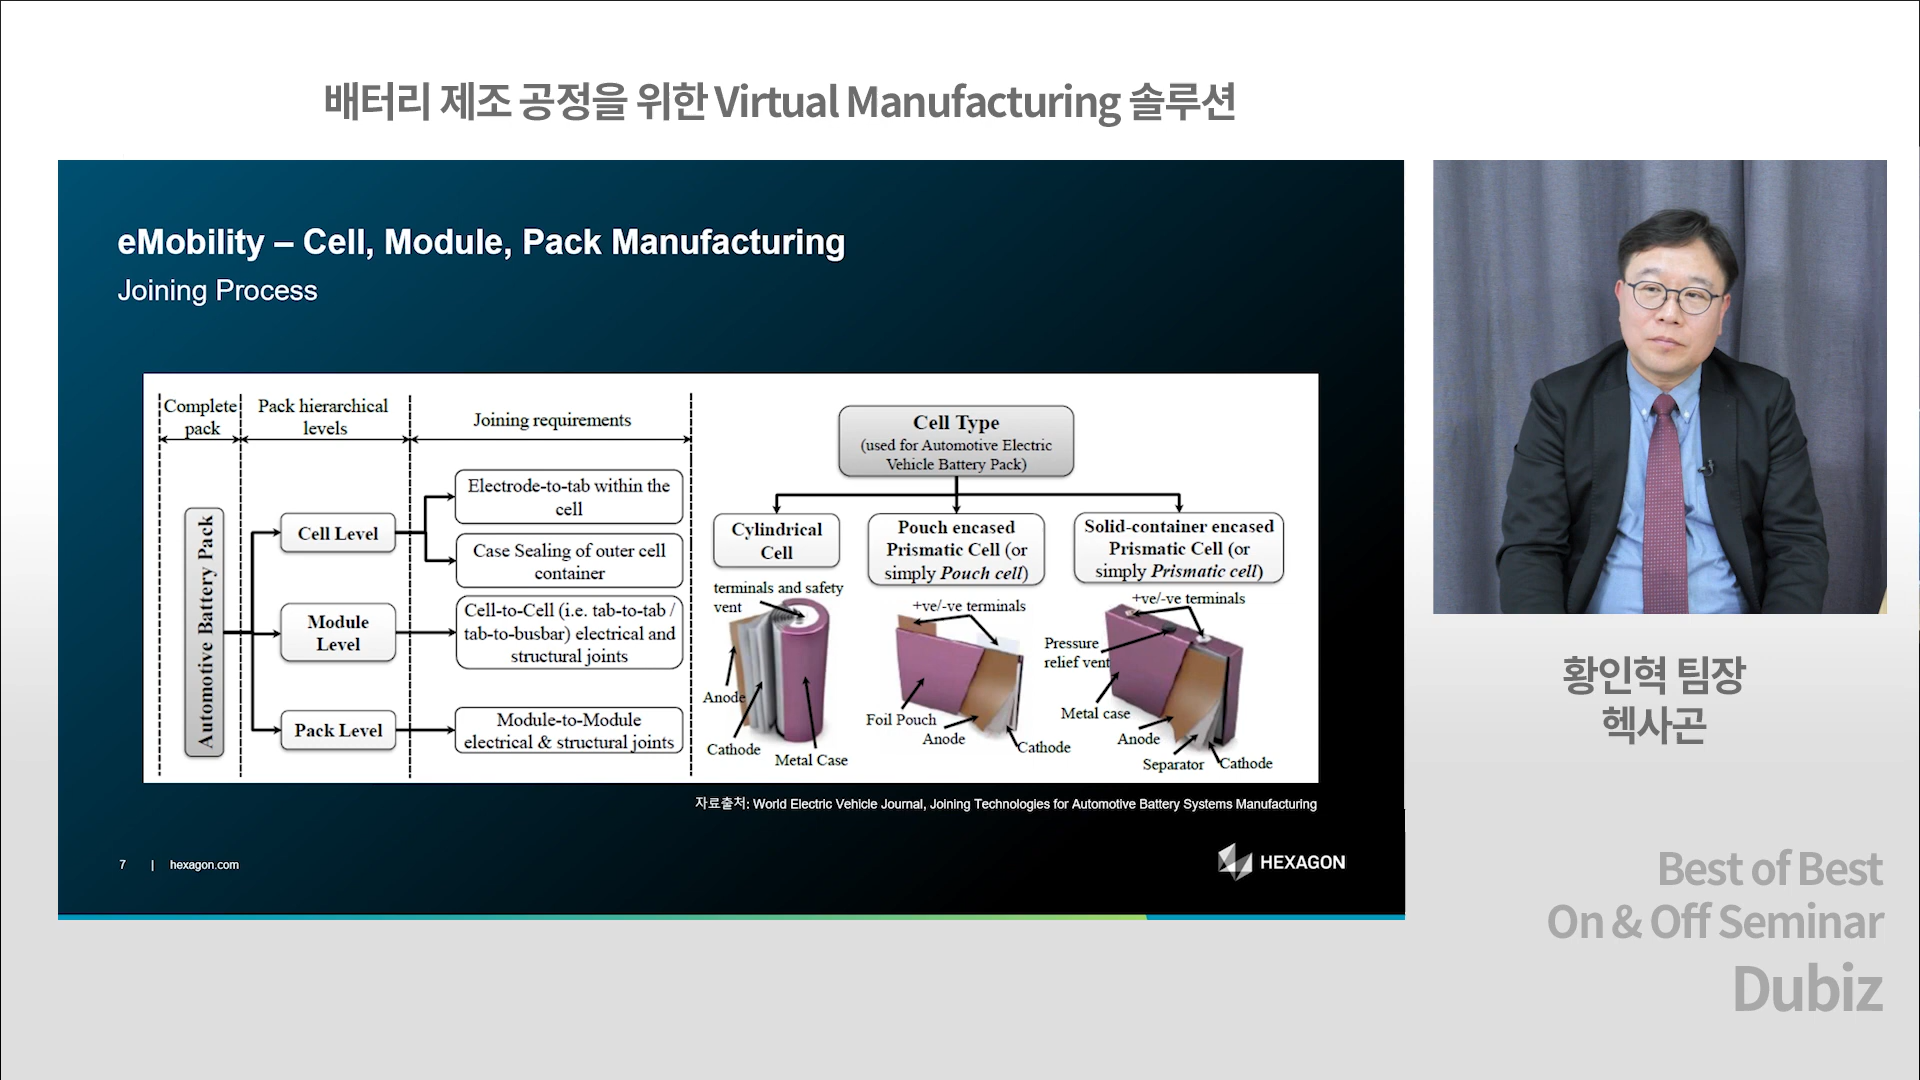 배터리 제조 공정을 위한 Virtual Manufacturing 솔루션
eMobility – Cell, Module, Pack Manufacturing
Joining Process
Complete
pack
Pack hierarchical
levels
Joining requirements
Automotive Battery Pack
Cell Level
Module
Level
Pack Level
Electrode-to-tab within the
cell
Case Sealing of outer cell
container
Cell-to-Cell (i.e. tab-to-tab /
tab-to-busbar) electrical and
structural joints
Module-to-Module
electrical & structural joints
Cell Type
(used for Automotive Electric
Vehicle Battery Pack)
Cylindrical
Cell
terminals and safety
vent
Anode
Cathode
Metal Case
Pouch encased
Prismatic Cell (or
simply Pouch cell)
+ve/-ve terminals
Foil Pouch
Anode
Cathode
Solid-container encased
Prismatic Cell (or
simply Prismatic cell)
+ve/-ve terminals
Pressure
relief vent
Metal case
Anode
Separator
Cathode
자료출처: World Electric Vehicle Journal, Joining Technologies for Automotive Battery Systems Manufacturing
7 | hexagon.com
HEXAGON
황인혁 팀장
헥사곤
Best of Best
On & Off Seminar
Dubiz